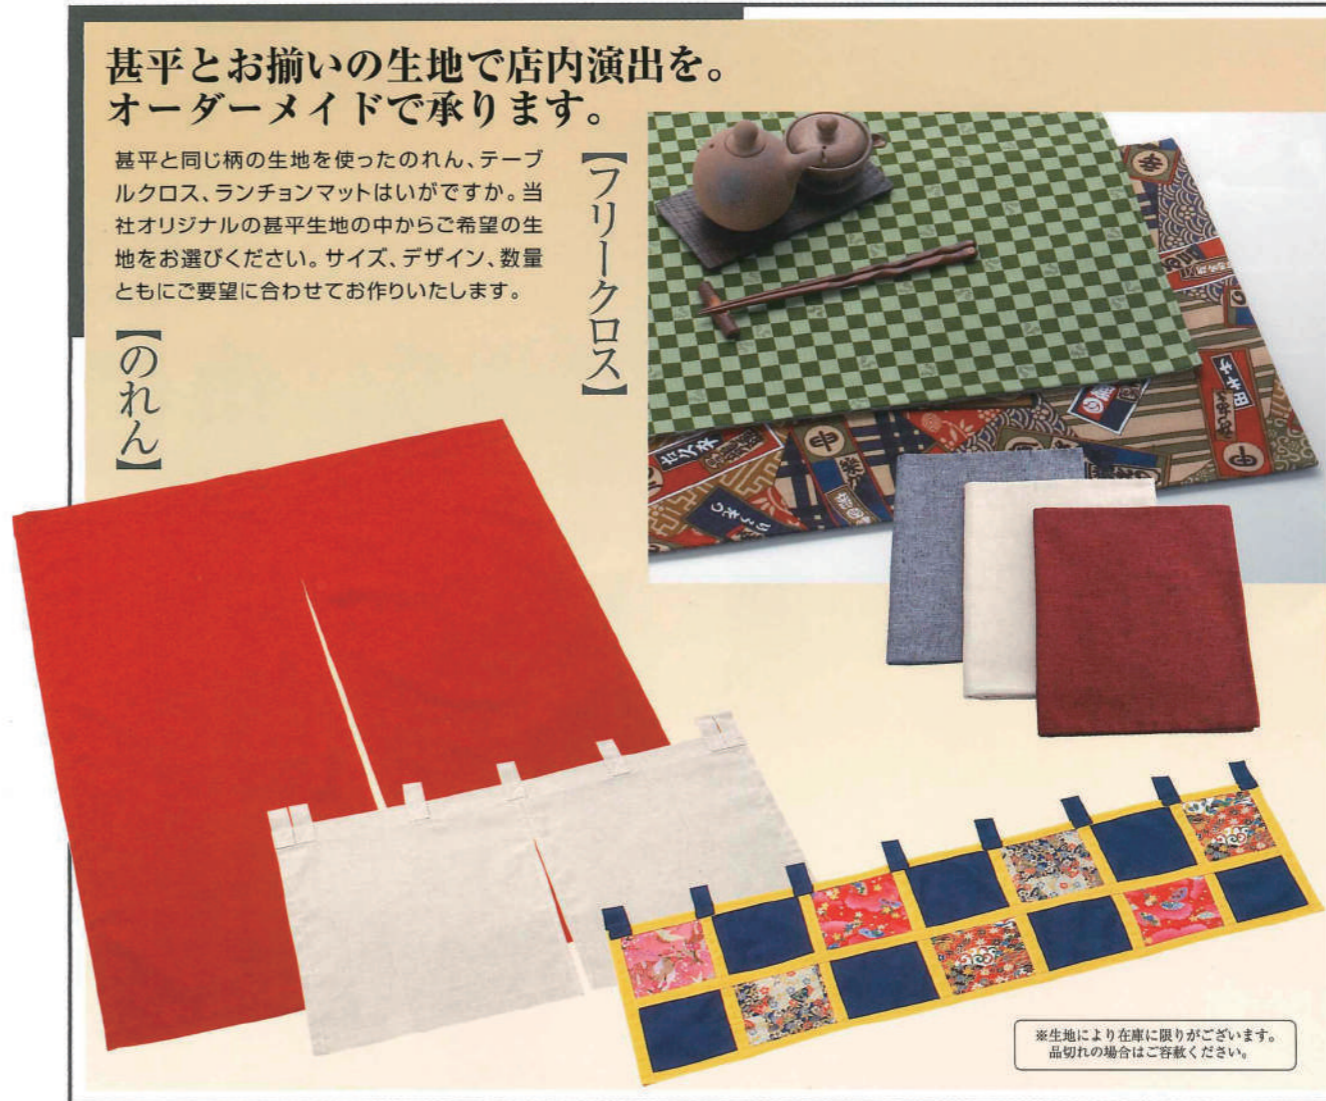 甚平とお揃いの生地で店内演出を。
オーダーメイドで承ります。
甚平と同じ柄の生地を使ったのれん、テーブ
ルクロス、ランチョンマットはいがですか。当
社オリジナルの甚平生地の中からご希望の生
地をお選びください。サイズ、デザイン、数量
ともにご要望に合わせてお作りいたします。
【フリークロス】
【のれん】
※生地により在庫に限りがございます。
品切れの場合はご容赦ください。